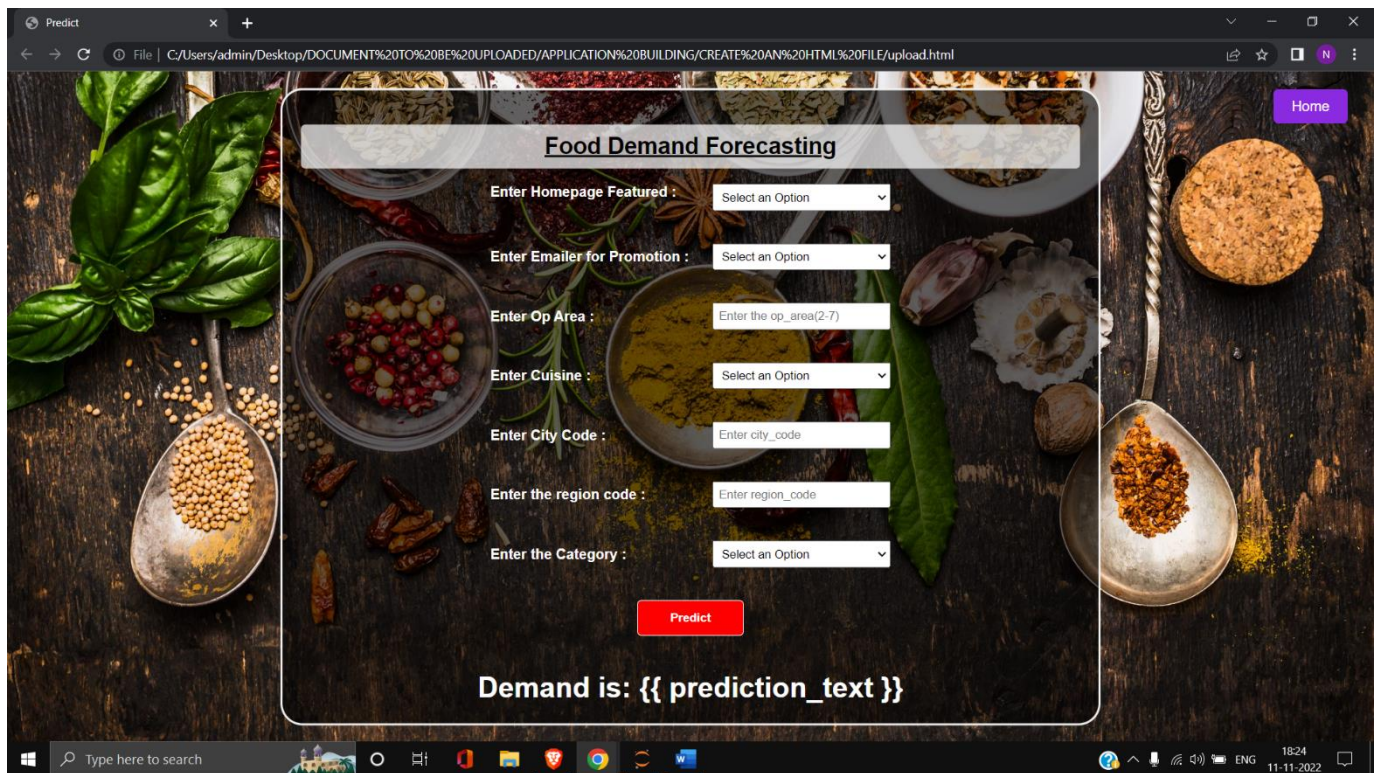 Predict
File | C:/Users/admin/Desktop/DOCUMENT%20TO%20BE%20UPLOADED/APPLICATION%20BUILDING/CREATE%20AN%20HTML%20FILE/upload.html
N
Home
Food Demand Forecasting
Enter Homepage Featured : Select an Option
Enter Emailer for Promotion : Select an Option
Enter Op Area : Enter the op_area(2-7)
Enter Cuisine : Select an Option
Enter City Code : Enter city_code
Enter the region code : Enter region_code
Enter the Category : Select an Option
Predict
Demand is: {{ prediction_text }}
Type here to search
ENG
18:24
11-11-2022